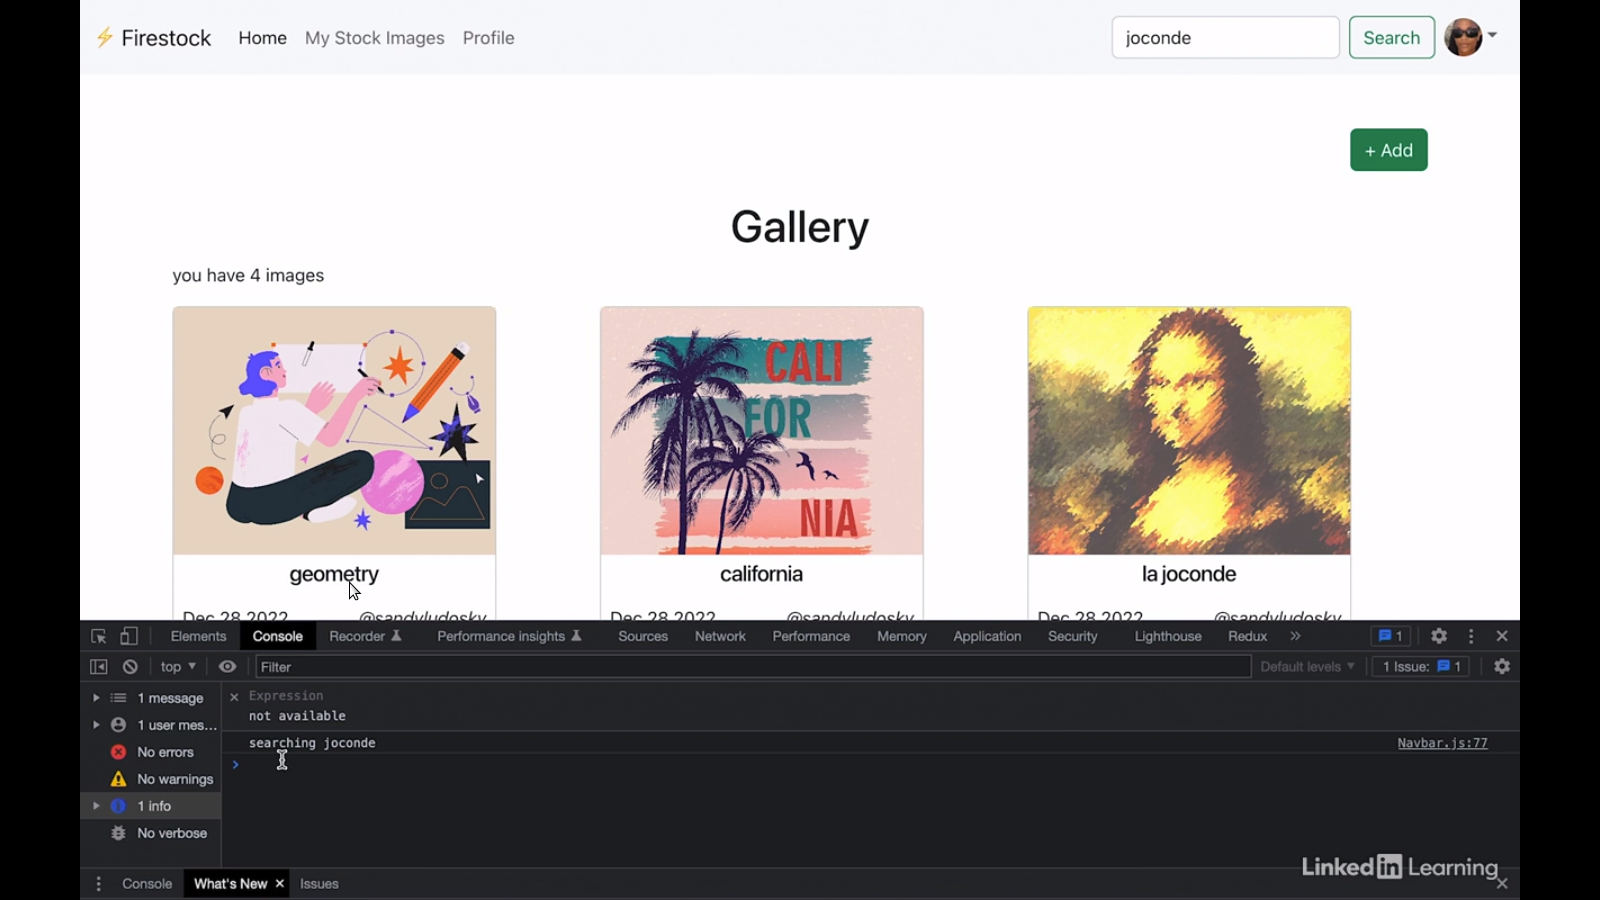 ⚡ Firestock Home My Stock Images Profile joconde Search
+ Add
Gallery
you have 4 images
CALI
FOR
NIA
geometry california la joconde
Dec 28 2022 @sandyludosky Dec 28 2022 @sandyludosky Dec 28 2022 @sandyludosky
Elements Console Recorder Performance insights Sources Network Performance Memory Application Security Lighthouse Redux » 1
top ▼ Filter Default levels ▼ 1 Issue: 1
1 message
Expression
not available
1 user mes...
searching joconde Navbar.js:77
No errors
>
No warnings
1 info
No verbose
LinkedIn Learning
Console What's New × Issues